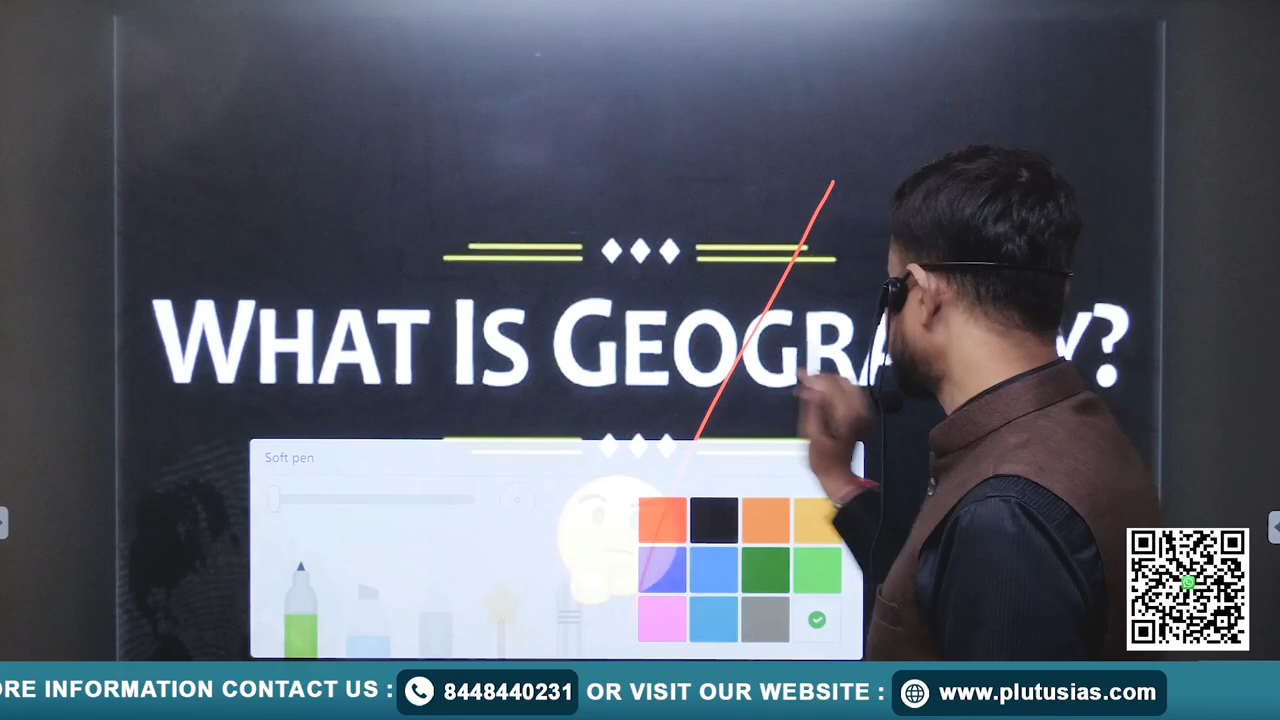 WHAT IS GEOGRA Y?
Soft pen
ORE INFORMATION CONTACT US : 8448440231 OR VISIT OUR WEBSITE : www.plutusias.com